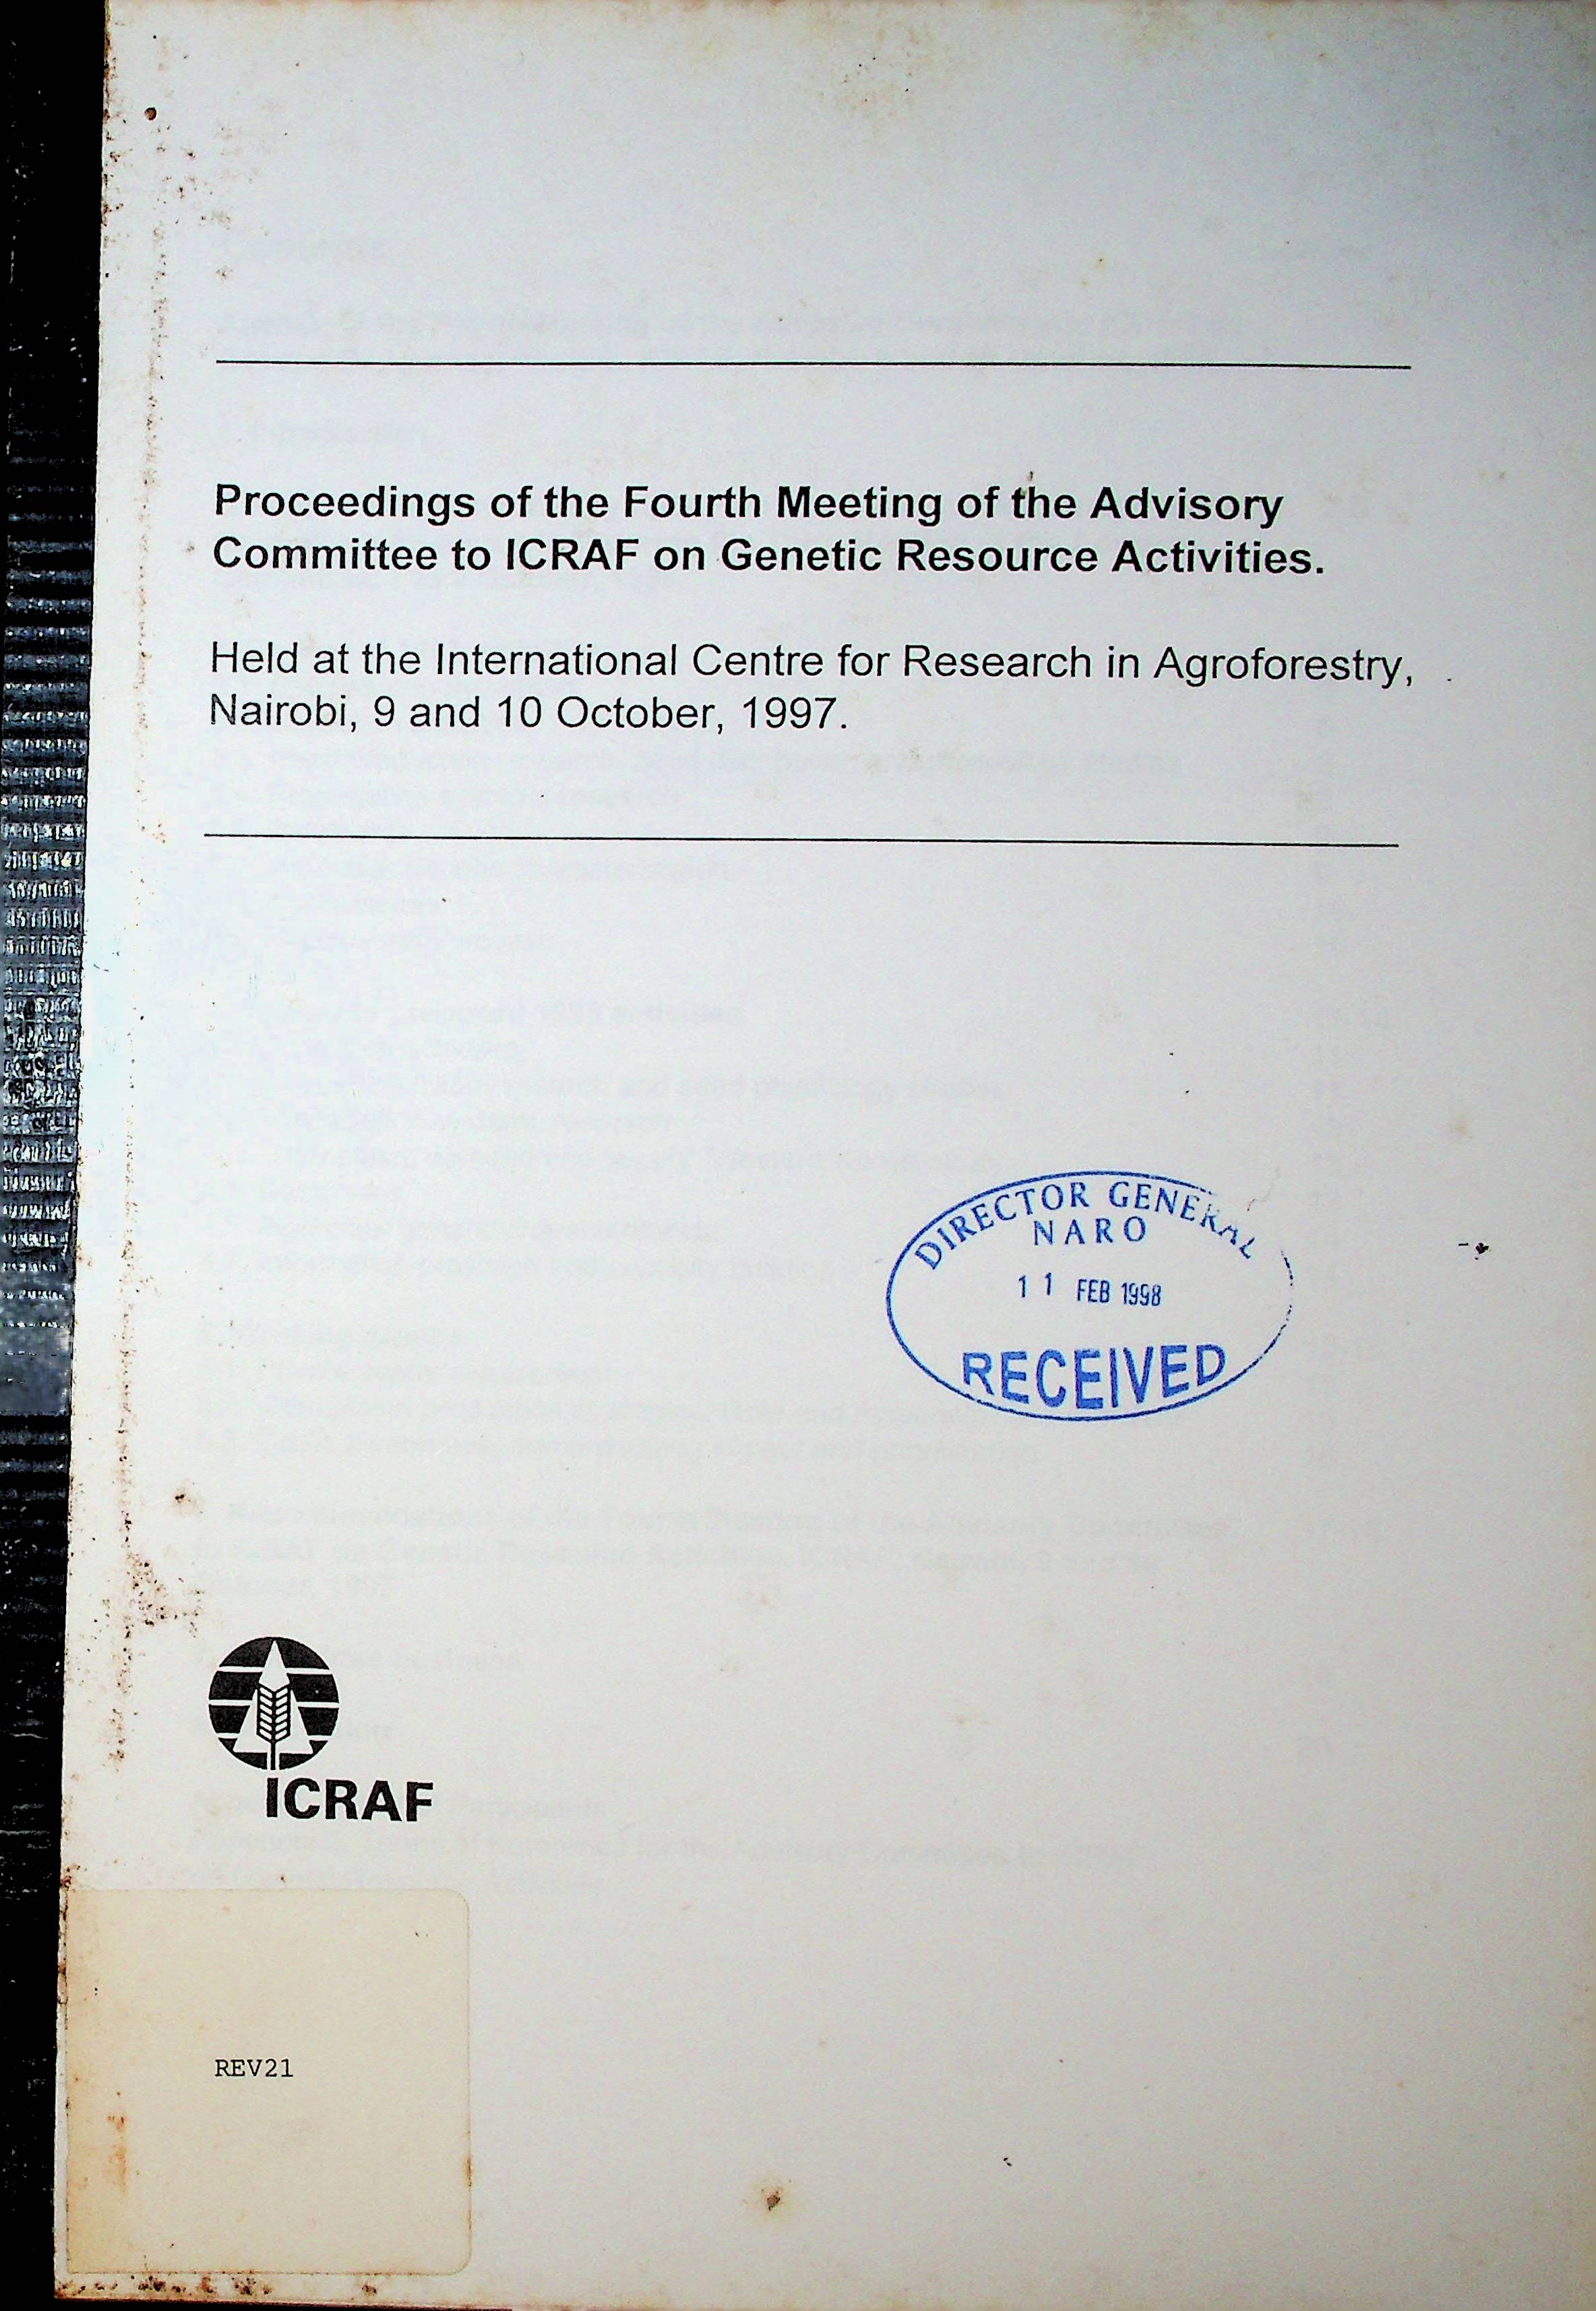 Proceedings of the Fourth Meeting of the Advisory
Committee to ICRAF on Genetic Resource Activities.
Held at the International Centre for Research in Agroforestry,
Nairobi, 9 and 10 October, 1997.
DIRECTOR GENERAL
NARO
11 FEB 1998
RECEIVED
ICRAF
REV21